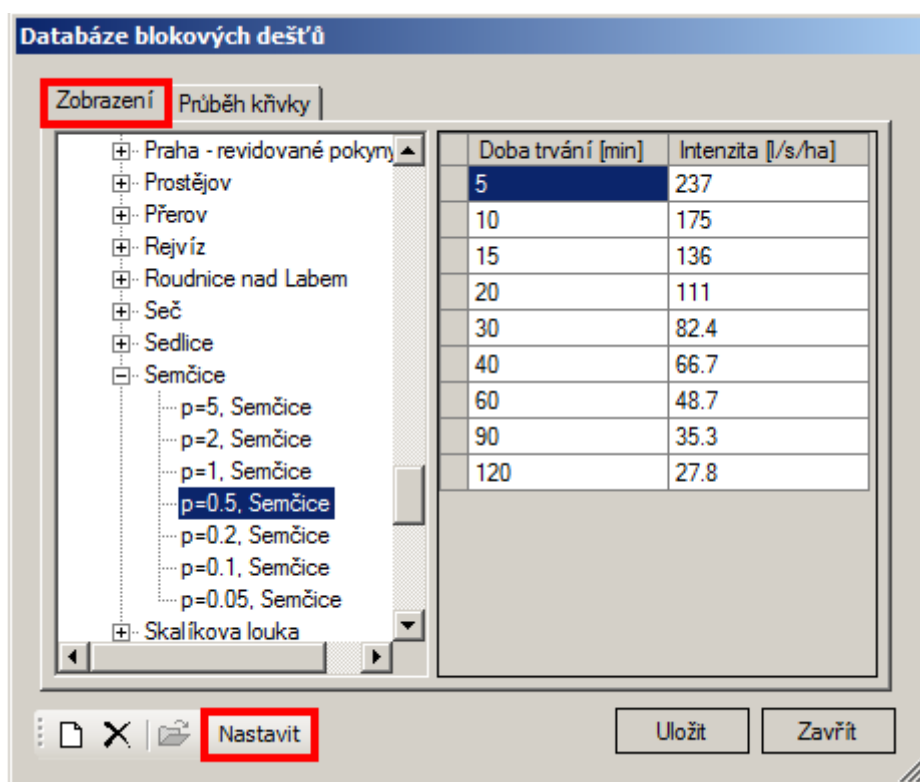 Databáze blokových dešťů
Zobrazení Průběh křivky
Praha - revidované pokyny
Prostějov
Přerov
Rejvíz
Roudnice nad Labem
Seč
Sedlice
Semčice
p=5, Semčice
p=2, Semčice
p=1, Semčice
p=0.5, Semčice
p=0.2, Semčice
p=0.1, Semčice
p=0.05, Semčice
Skalíkova louka
Doba trvání [min] Intenzita [l/s/ha]
5 237
10 175
15 136
20 111
30 82.4
40 66.7
60 48.7
90 35.3
120 27.8
Nastavit Uložit Zavřít